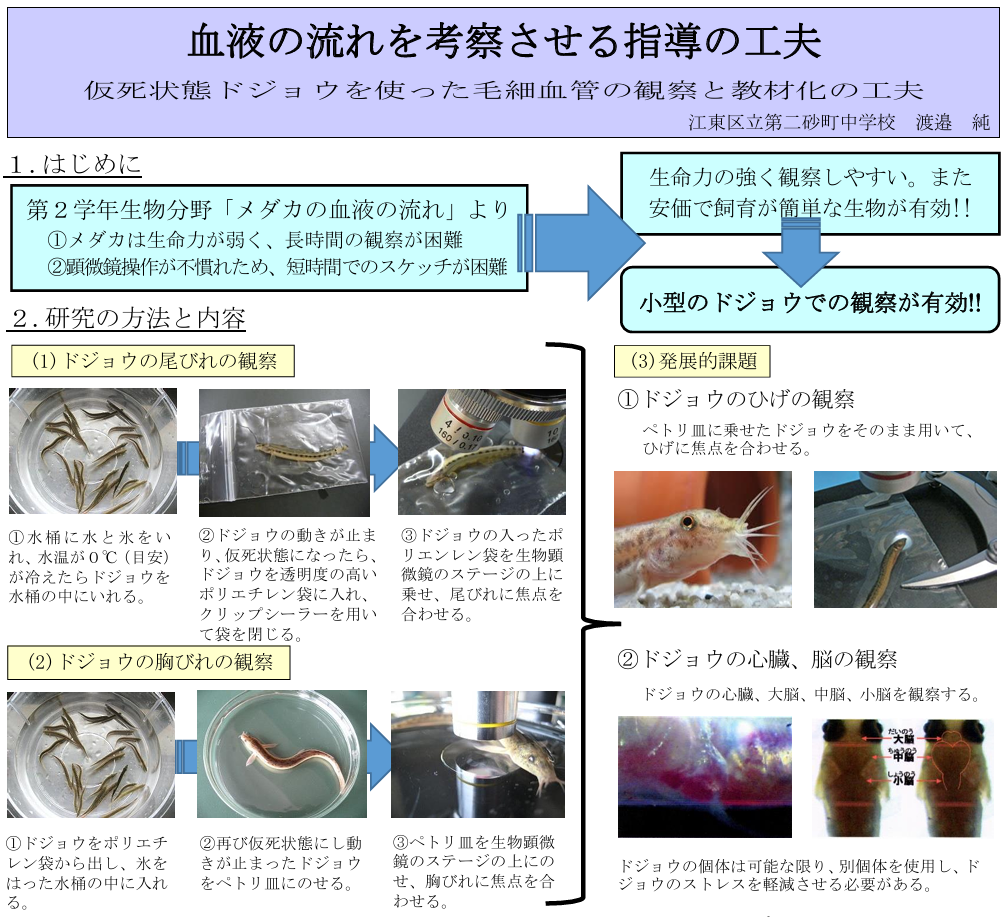 血液の流れを考察させる指導の工夫
仮死状態ドジョウを使った毛細血管の観察と教材化の工夫
江東区立第二砂町中学校　渡邉　純
１.はじめに
第２学年生物分野「メダカの血液の流れ」より
①メダカは生命力が弱く、長時間の観察が困難
②顕微鏡操作が不慣れため、短時間でのスケッチが困難
生命力の強く観察しやすい。また
安価で飼育が簡単な生物が有効!!
小型のドジョウでの観察が有効!!
２.研究の方法と内容
(1)ドジョウの尾びれの観察
4 / 0.10
160 / 0.17
10
①水桶に水と氷をい
れ、水温が０℃（目安）
が冷えたらドジョウを
水桶の中にいれる。
②ドジョウの動きが止ま
り、仮死状態になったら、
ドジョウを透明度の高い
ポリエチレン袋に入れ、
クリップシーラーを用い
て袋を閉じる。
③ドジョウの入ったポ
リエンレン袋を生物顕
微鏡のステージの上に
乗せ、尾びれに焦点を
合わせる。
(2)ドジョウの胸びれの観察
①ドジョウをポリエチ
レン袋から出し、氷を
はった水桶の中に入れ
る。
②再び仮死状態にし動
きが止まったドジョウ
をペトリ皿にのせる。
③ペトリ皿を生物顕微
鏡のステージの上にの
せ、胸びれに焦点を合
わせる。
(3)発展的課題
①ドジョウのひげの観察
ペトリ皿に乗せたドジョウをそのまま用いて、
ひげに焦点を合わせる。
②ドジョウの心臓、脳の観察
ドジョウの心臓、大脳、中脳、小脳を観察する。
だいのう
大脳
ちゅうのう
中脳
しょうのう
小脳
ドジョウの個体は可能な限り、別個体を使用し、ド
ジョウのストレスを軽減させる必要がある。